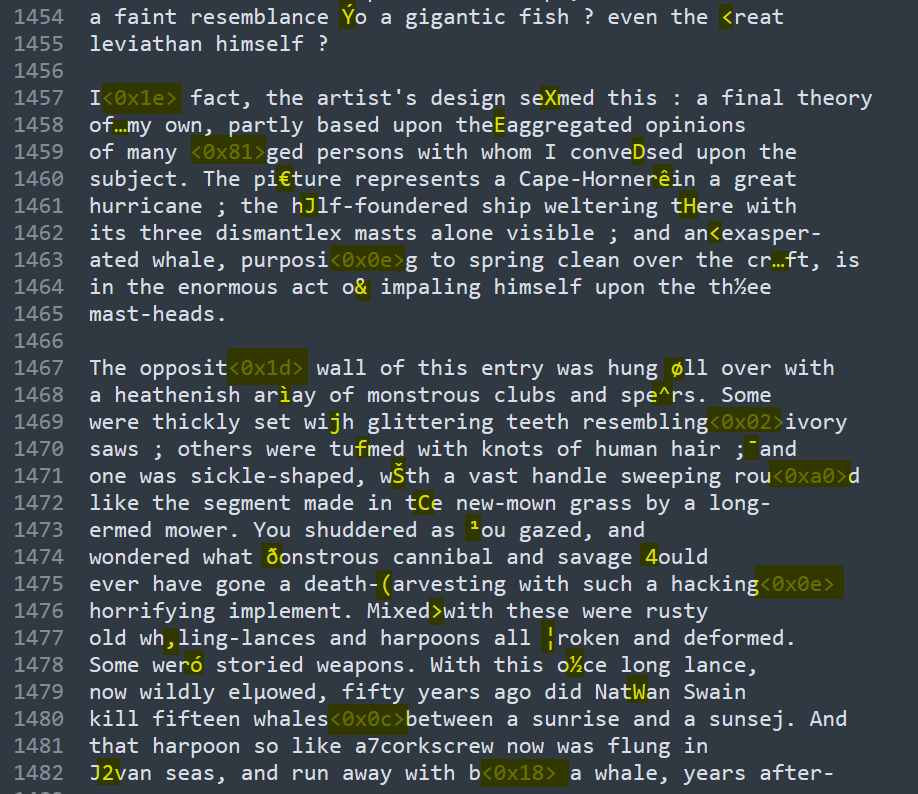 1454 a faint resemblance Ýo a gigantic fish ? even the <reat
1455 leviathan himself ?
1456
1457 I<0x1e> fact, the artist's design seXmed this : a final theory
1458 of…my own, partly based upon theEaggregated opinions
1459 of many <0x81>ged persons with whom I conveDsed upon the
1460 subject. The pi€ture represents a Cape-Hornerêin a great
1461 hurricane ; the hJlf-foundered ship weltering tHere with
1462 its three dismantlex masts alone visible ; and an<exasper-
1463 ated whale, purposi<0x0e>g to spring clean over the cr…ft, is
1464 in the enormous act o& impaling himself upon the th½ee
1465 mast-heads.
1466
1467 The opposit<0x1d> wall of this entry was hung øll over with
1468 a heathenish arìay of monstrous clubs and spe^rs. Some
1469 were thickly set wijh glittering teeth resembling<0x02>ivory
1470 saws ; others were tufmed with knots of human hair ;¯and
1471 one was sickle-shaped, wŠth a vast handle sweeping rou<0xa0>d
1472 like the segment made in tCe new-mown grass by a long-
1473 ermed mower. You shuddered as ¹ou gazed, and
1474 wondered what ðonstrous cannibal and savage 4ould
1475 ever have gone a death-(arvesting with such a hacking<0x0e>
1476 horrifying implement. Mixed>with these were rusty
1477 old wh‚ling-lances and harpoons all ¦roken and deformed.
1478 Some weró storied weapons. With this o½ce long lance,
1479 now wildly elµowed, fifty years ago did NatWan Swain
1480 kill fifteen whales<0x0c>between a sunrise and a sunsej. And
1481 that harpoon so like a7corkscrew now was flung in
1482 J2van seas, and run away with b<0x18> a whale, years after-